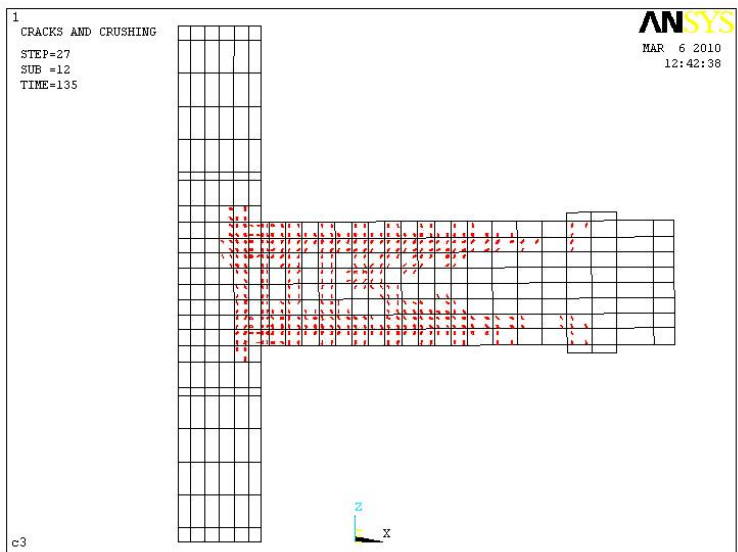 1
CRACKS AND CRUSHING
STEP=27
SUB =12
TIME=135
ANSYS
MAR 6 2010
12:42:38
Z
X
c3